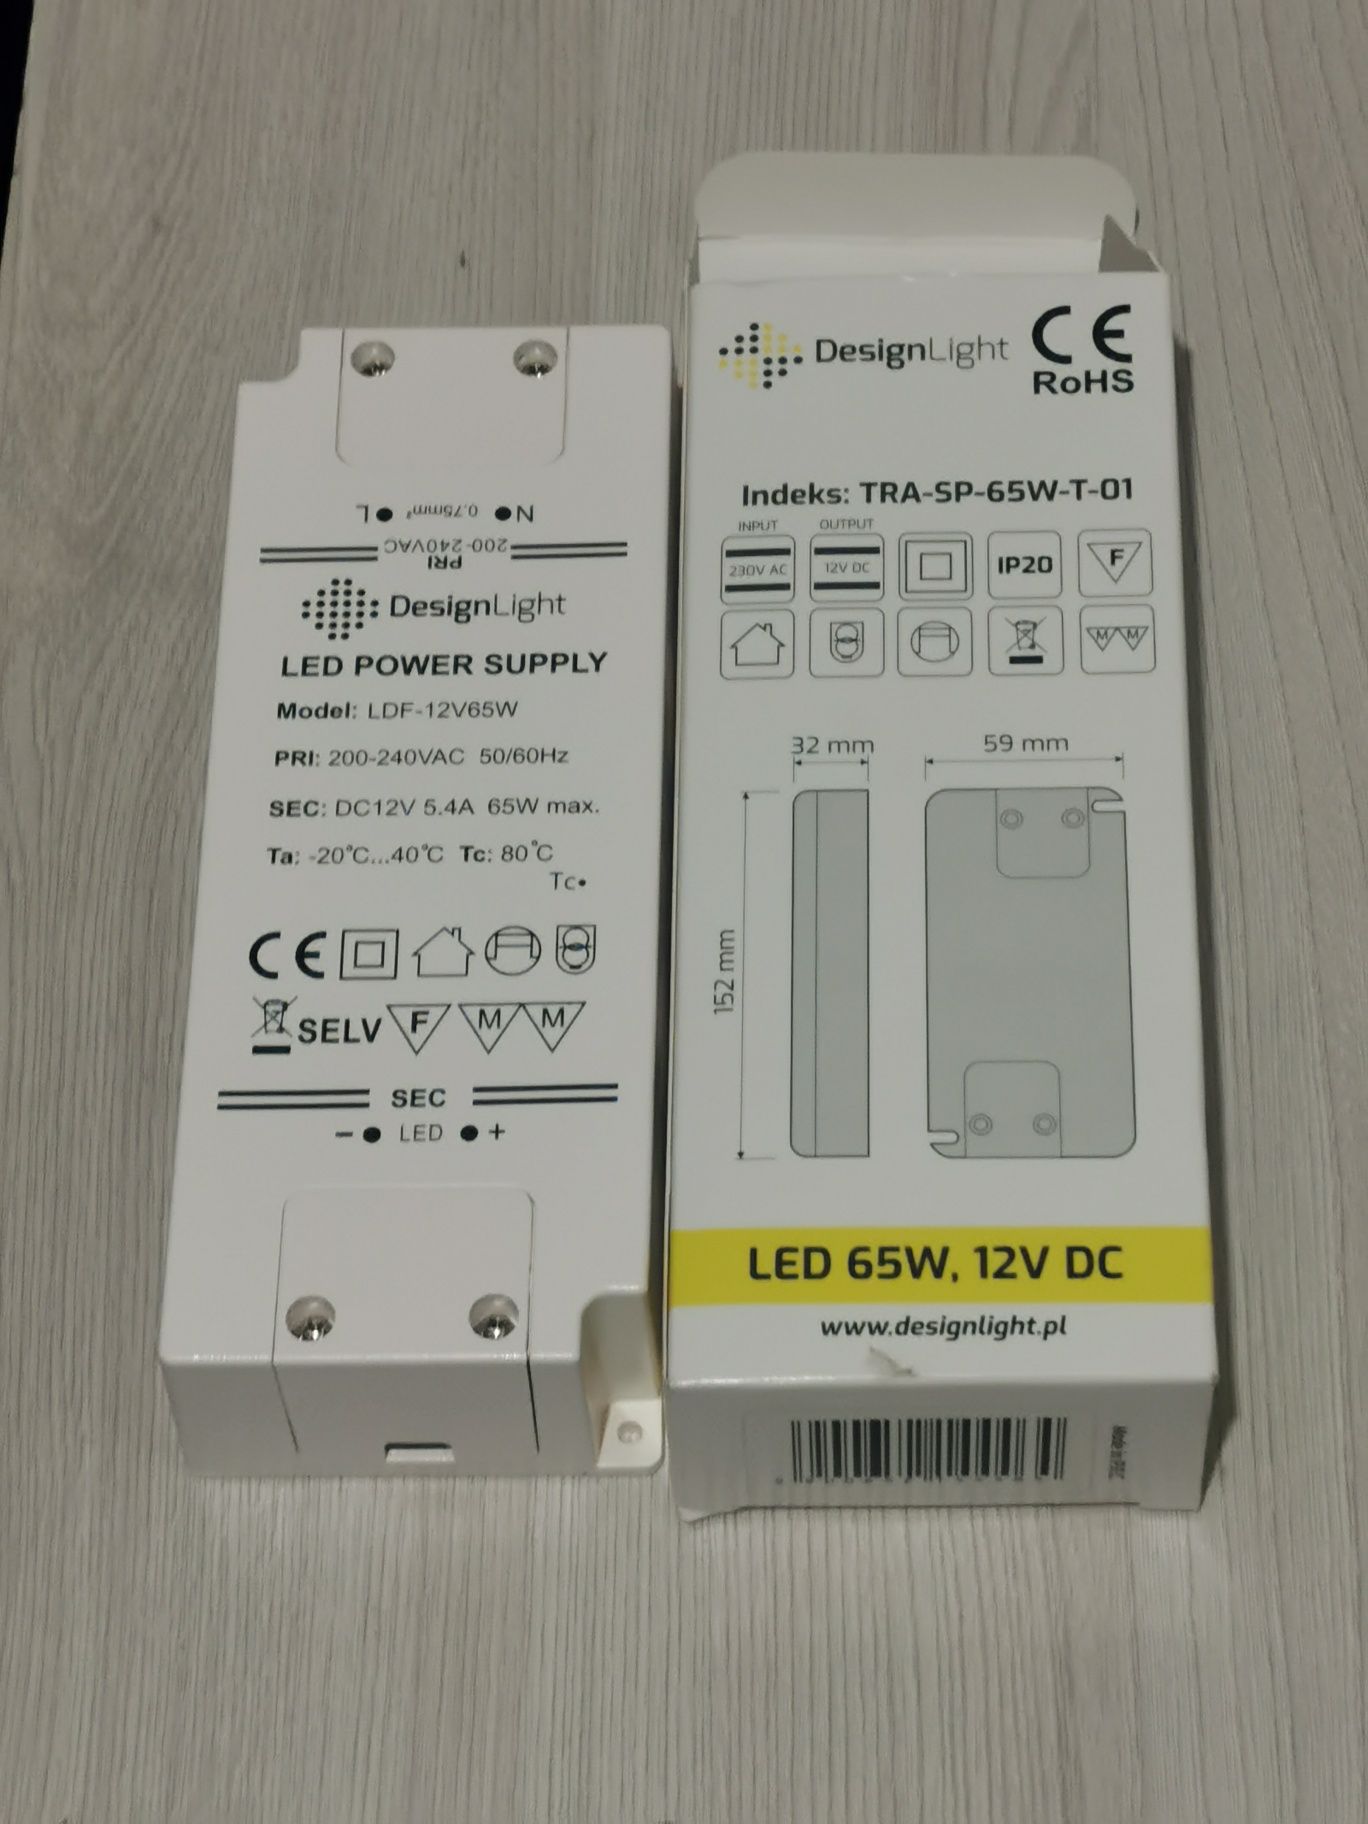 N 0,75mm² L
200-240VAC
PRI
DesignLight
LED POWER SUPPLY
Model: LDF-12V65W
PRI: 200-240VAC 50/60Hz
SEC: DC12V 5.4A 65W max.
Ta: -20°C...40°C Tc: 80°C
Tc•
CE
SELV F M M
SEC
− LED +
DesignLight
CE
RoHS
Indeks: TRA-SP-65W-T-01
INPUT OUTPUT
230V AC 12V DC IP20 F
M M
32 mm 59 mm
152 mm
LED 65W, 12V DC
www.designlight.pl